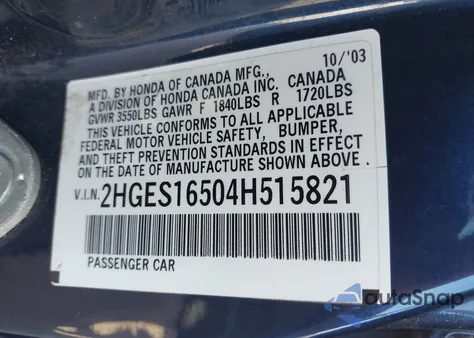 10/'03
MFD. BY HONDA OF CANADA MFG.,
A DIVISION OF HONDA CANADA INC. CANADA
GVWR 3550LBS GAWR F 1840LBS R 1720LBS
THIS VEHICLE CONFORMS TO ALL APPLICABLE
FEDERAL MOTOR VEHICLE SAFETY, BUMPER,
AND THEFT PREVENTION STANDARDS IN EFFECT
ON THE DATE OF MANUFACTURE SHOWN ABOVE.
V.I.N. 2HGES16504H515821
PASSENGER CAR
autaSnap